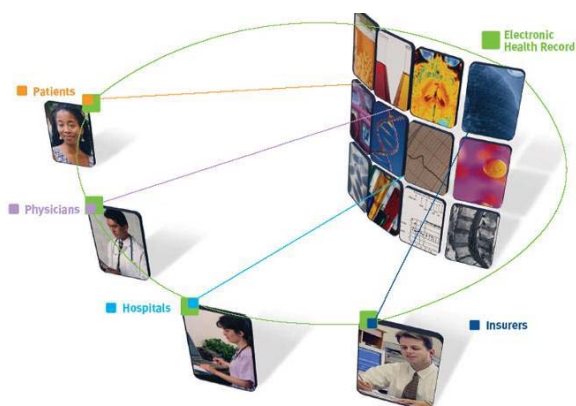 Electronic
Health Record
Patients
Physicians
Hospitals
Insurers